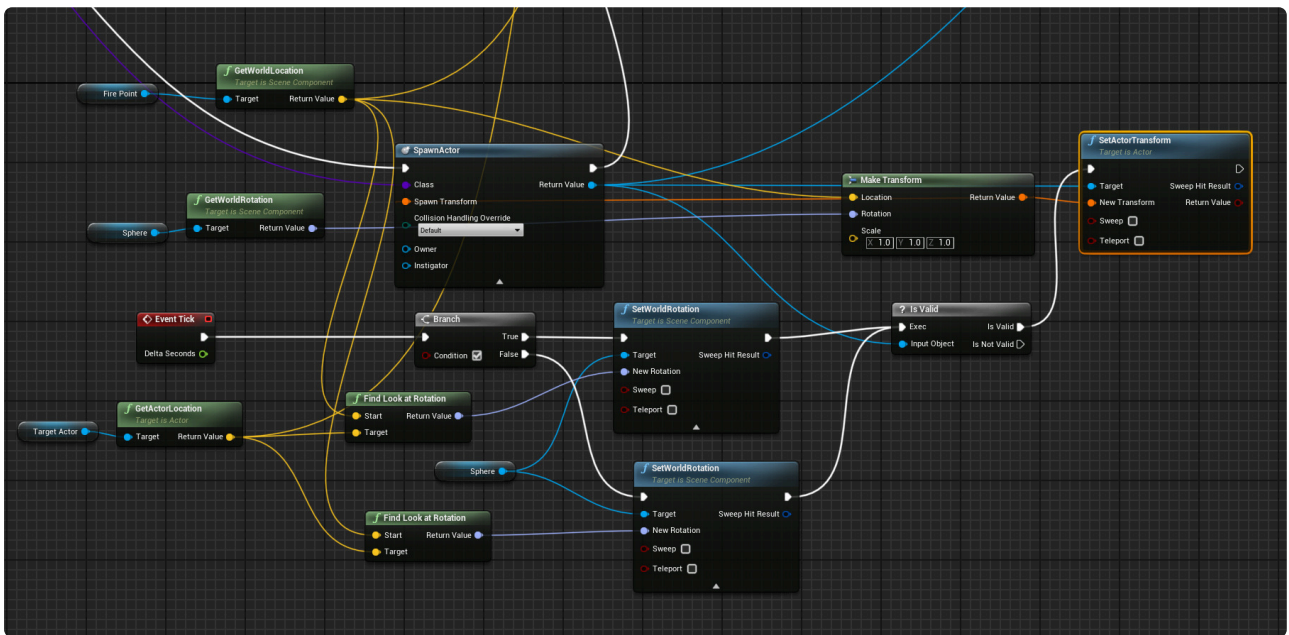 GetWorldLocation
Target is Scene Component
Fire Point
Target Return Value
SpawnActor
Class Return Value
Spawn Transform
Collision Handling Override
Default
Owner
Instigator
GetWorldRotation
Target is Scene Component
Sphere
Target Return Value
Make Transform
Location Return Value
Rotation
Scale
X 1.0 Y 1.0 Z 1.0
SetActorTransform
Target is Actor
Target Sweep Hit Result
New Transform Return Value
Sweep
Teleport
Event Tick
Delta Seconds
Branch
True
Condition False
SetWorldRotation
Target is Scene Component
Target Sweep Hit Result
New Rotation
Sweep
Teleport
? Is Valid
Exec Is Valid
Input Object Is Not Valid
GetActorLocation
Target is Actor
Target Actor
Target Return Value
Find Look at Rotation
Start Return Value
Target
Sphere
SetWorldRotation
Target is Scene Component
Target Sweep Hit Result
New Rotation
Sweep
Teleport
Find Look at Rotation
Start Return Value
Target